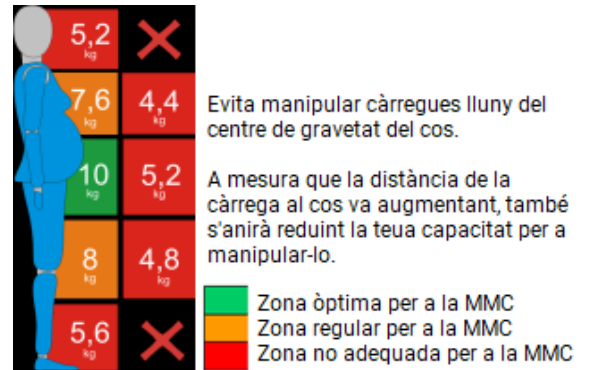 5,2
kg
7,6
kg
4,4
kg
10
kg
5,2
kg
8
kg
4,8
kg
5,6
kg
Evita manipular càrregues lluny del
centre de gravetat del cos.
A mesura que la distància de la
càrrega al cos va augmentant, també
s'anirà reduint la teua capacitat per a
manipular-lo.
Zona òptima per a la MMC
Zona regular per a la MMC
Zona no adequada per a la MMC